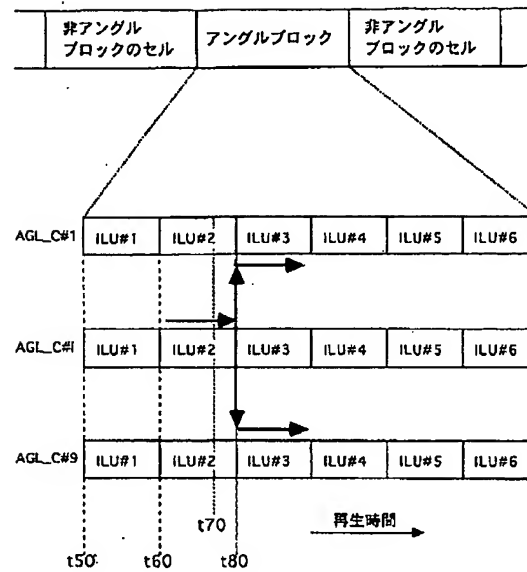 非アングル
ブロックのセル
アングルブロック
非アングル
ブロックのセル
AGL_C#1
ILU#1
ILU#2
ILU#3
ILU#4
ILU#5
ILU#6
AGL_C#i
ILU#1
ILU#2
ILU#3
ILU#4
ILU#5
ILU#6
AGL_C#9
ILU#1
ILU#2
ILU#3
ILU#4
ILU#5
ILU#6
t70
再生時間
t50
t60
t80